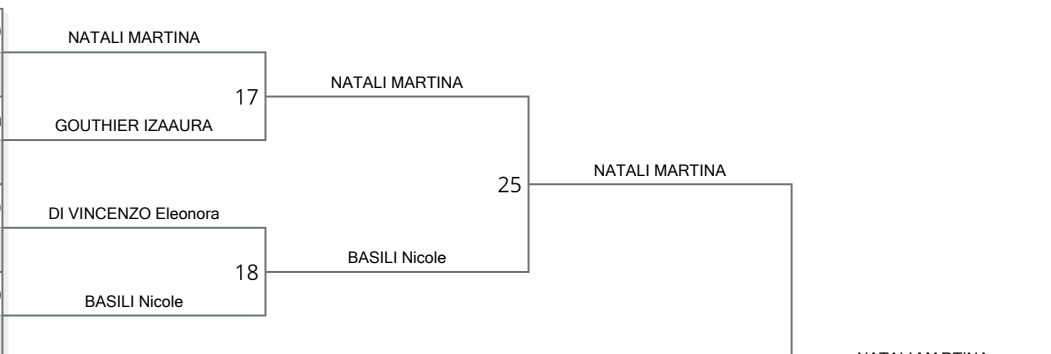 NATALI MARTINA
NATALI MARTINA
17
GOUTHIER IZAAURA
NATALI MARTINA
25
DI VINCENZO Eleonora
BASILI Nicole
18
BASILI Nicole